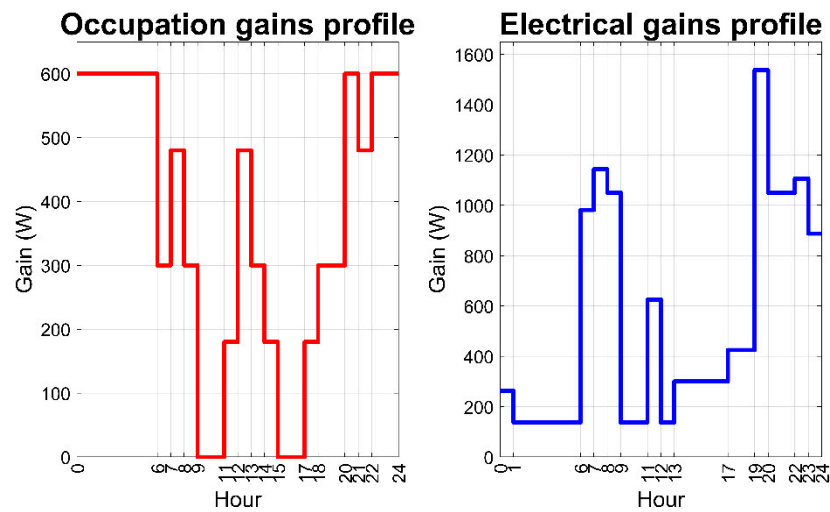 Occupation gains profile
Gain (W)
600
500
400
300
200
100
0
0 6 7 8 9 11 12 13 14 15 17 18 20 21 22 24
Hour
Electrical gains profile
Gain (W)
1600
1400
1200
1000
800
600
400
200
0
0 1 6 7 8 9 11 12 13 17 19 20 22 23 24
Hour